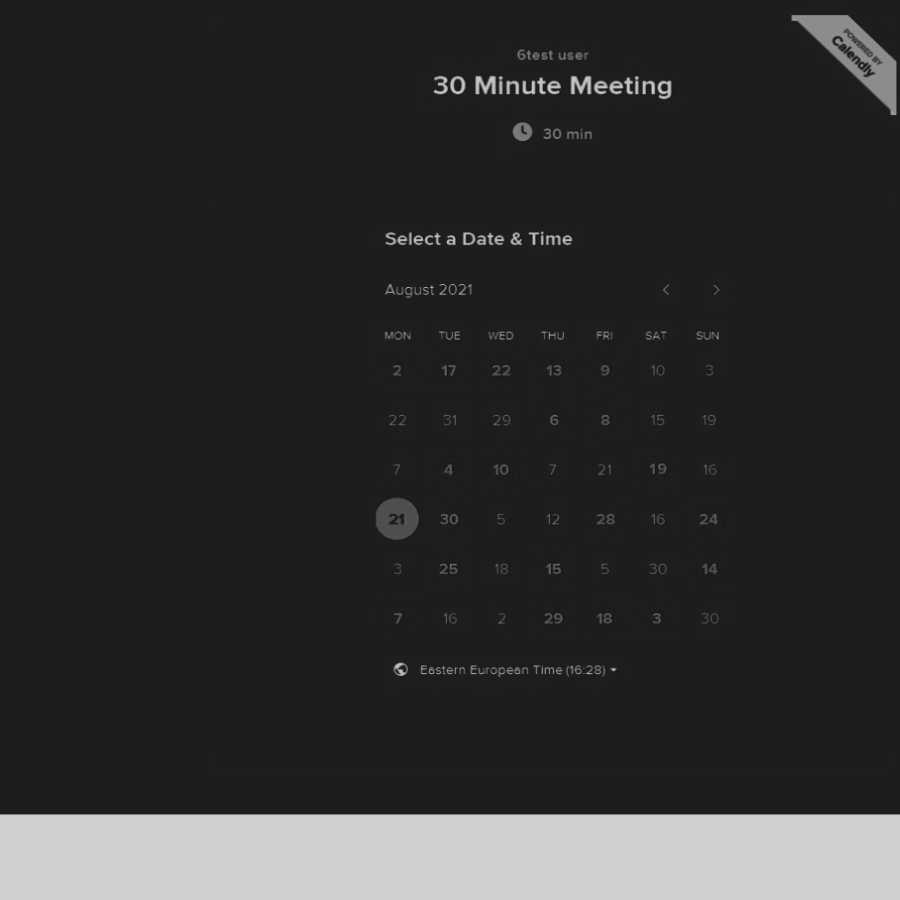 POWERED BY
Calendly
6test user
30 Minute Meeting
30 min
Select a Date & Time
August 2021
MON TUE WED THU FRI SAT SUN
2 17 22 13 9 10 3
22 31 29 6 8 15 19
7 4 10 7 21 19 16
21 30 5 12 28 16 24
3 25 18 15 5 30 14
7 16 2 29 18 3 30
Eastern European Time (16:28)